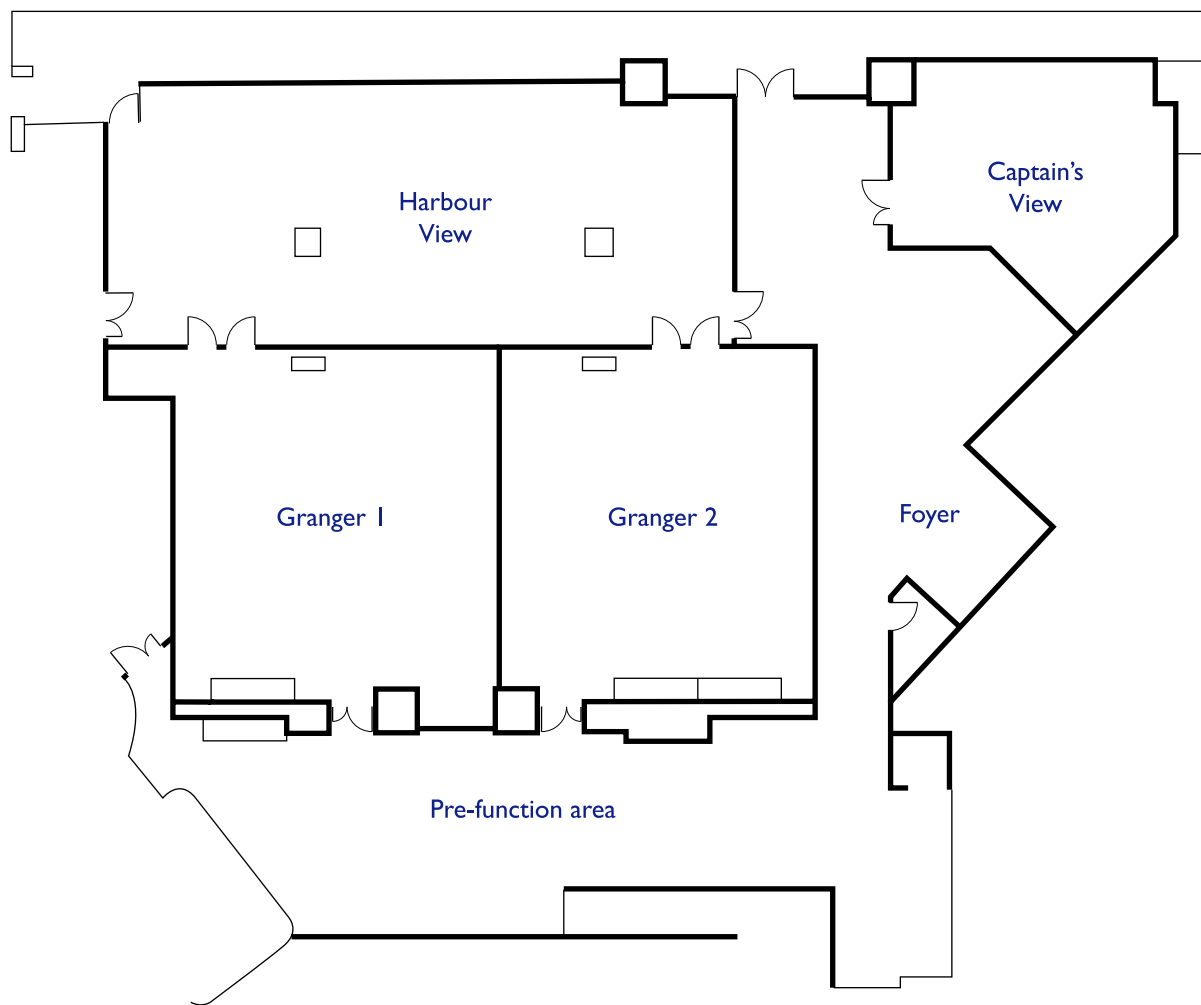 Captain's
View
Harbour
View
Granger 1
Granger 2
Foyer
Pre-function area